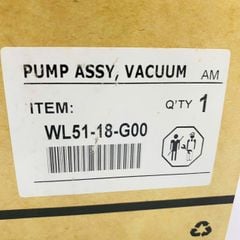 PUMP ASSY, VACUUM AM
ITEM: Q'TY 1
WL51-18-G00